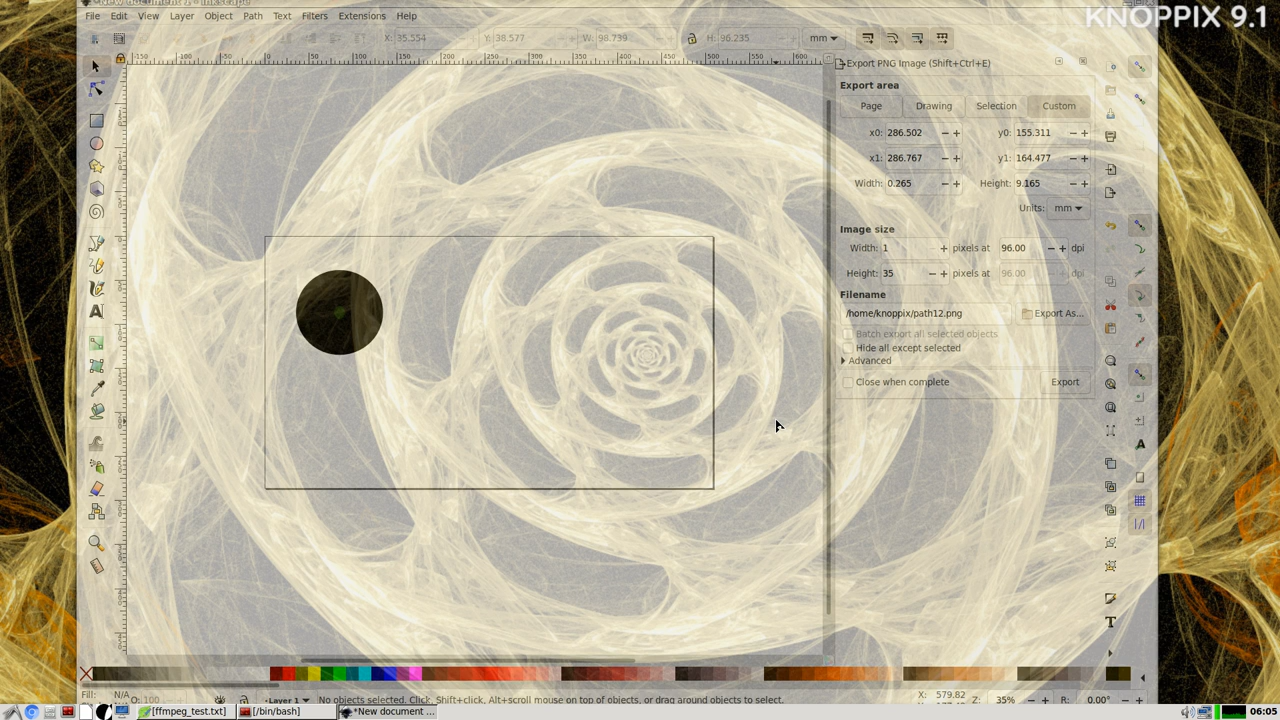 KNOPPIX 9.1
File Edit View Layer Object Path Text Filters Extensions Help
X: 35.554 Y: 38.577 W: 98.739 H: 96.235 mm
Export PNG Image (Shift+Ctrl+E)
Export area
Page Drawing Selection Custom
x0: 286.502 y0: 155.311
x1: 286.767 y1: 164.477
Width: 0.265 Height: 9.165
Units: mm
Image size
Width: 1 pixels at 96.00 dpi
Height: 35 pixels at 96.00 dpi
Filename
/home/knoppix/path12.png Export As...
Batch export all selected objects
Hide all except selected
Advanced
Close when complete Export
Fill: N/A
O: 100
Layer 1 No objects selected. Click, Shift+click, Alt+scroll mouse on top of objects, or drag around objects to select.
X: 579.82
Z: 35% R: 0.00°
[ffmpeg_test.txt] [/bin/bash] *New document ... 06:05